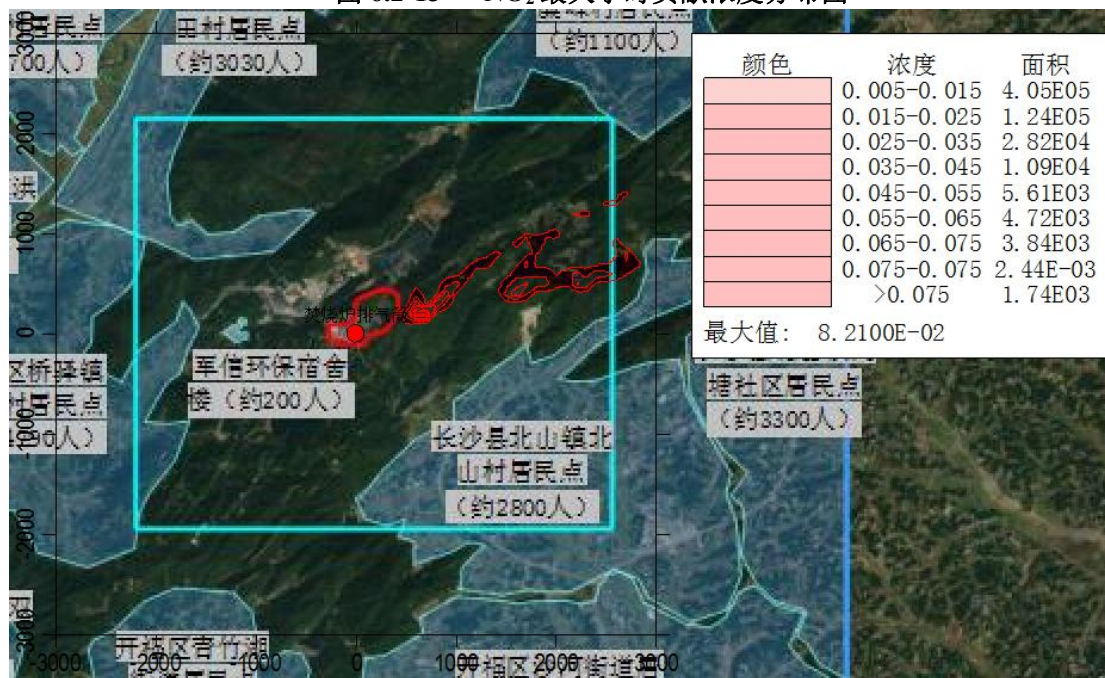 田村居民点
（约3030人）
（约1100人）
颜色 浓度 面积
0.005-0.015 4.05E05
0.015-0.025 1.24E05
0.025-0.035 2.82E04
0.035-0.045 1.09E04
0.045-0.055 5.61E03
0.055-0.065 4.72E03
0.065-0.075 3.84E03
0.075-0.075 2.44E-03
>0.075 1.74E03
最大值: 8.2100E-02
居民点
700人）
3000
2000
1000
0
-1000
-2000
-3000
焚烧炉排气筒
军信环保宿舍
楼（约200人）
区桥驿镇
居民点
塘社区居民点
（约3300人）
长沙县北山镇北
山村居民点
（约2800人）
开福区青竹湖
-3000 -2000 -1000 0 1000 2000 3000